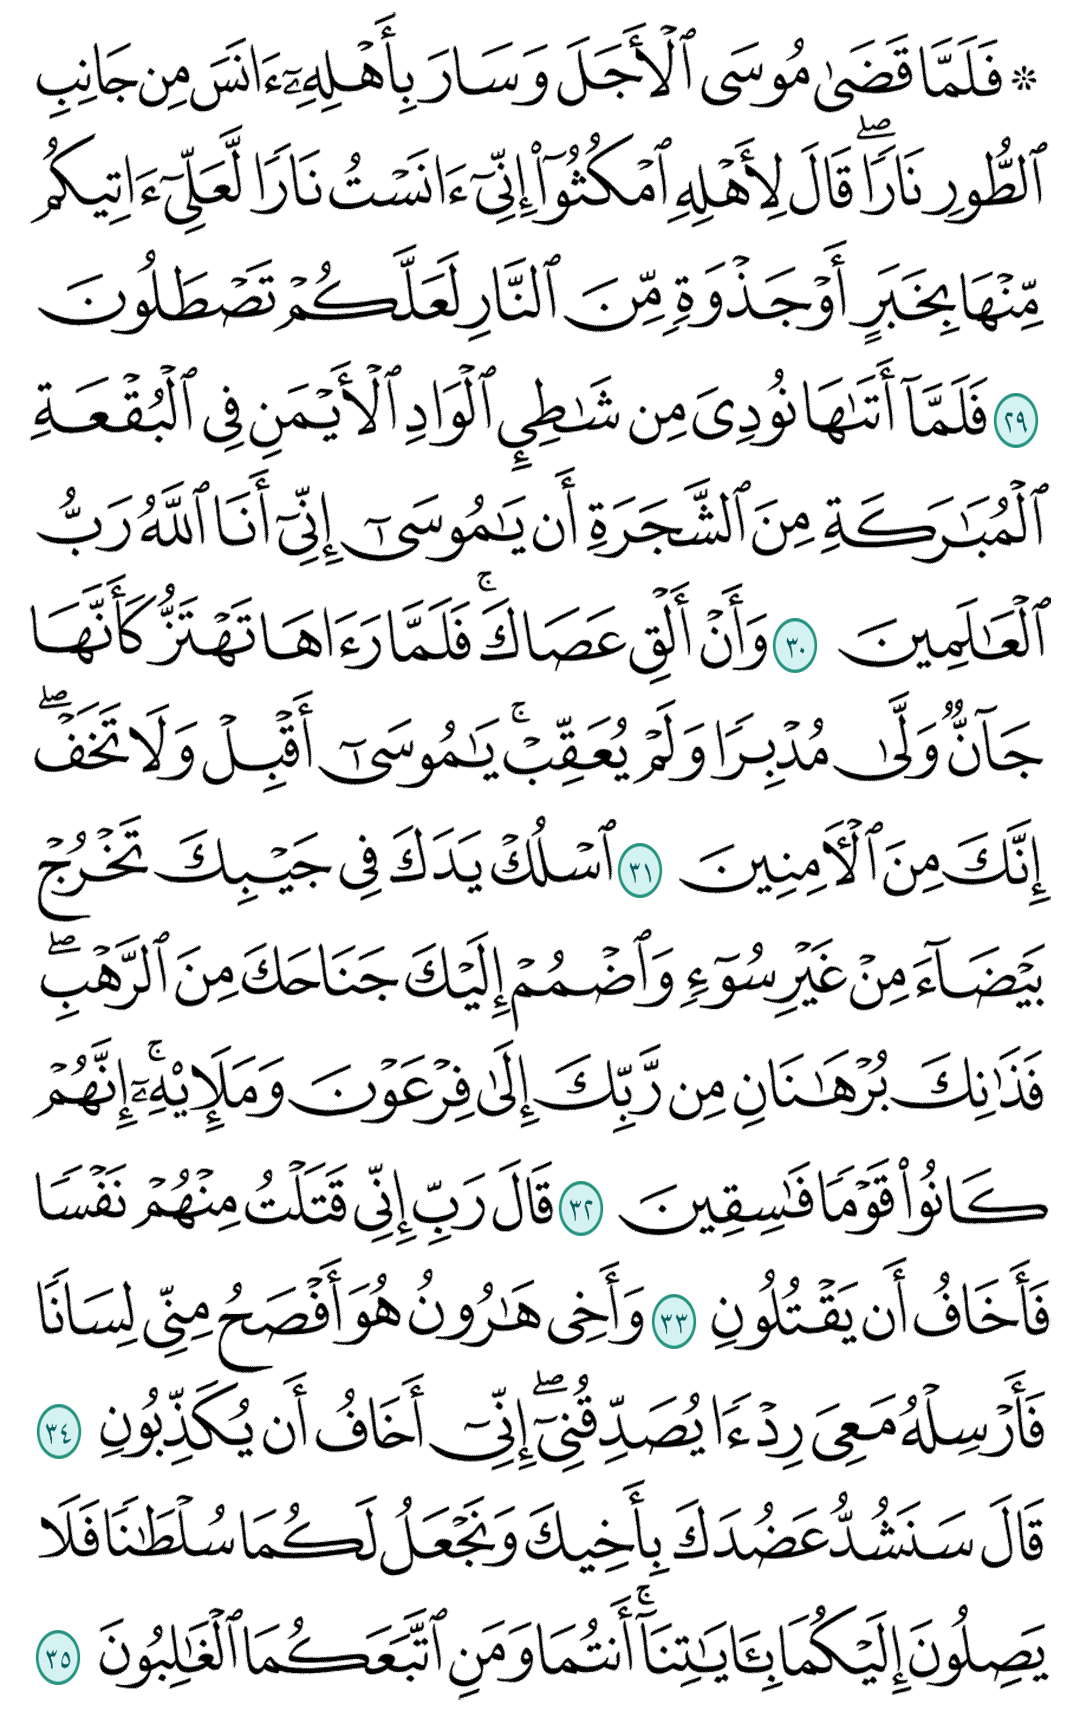 ۞ فَلَمَّا قَضَىٰ مُوسَى ٱلْأَجَلَ وَسَارَ بِأَهْلِهِۦٓ ءَانَسَ مِن جَانِبِ
ٱلطُّورِ نَارًاۖ قَالَ لِأَهْلِهِ ٱمْكُثُوٓا۟ إِنِّىٓ ءَانَسْتُ نَارًا لَّعَلِّىٓ ءَاتِيكُم
مِّنْهَا بِخَبَرٍ أَوْ جَذْوَةٍ مِّنَ ٱلنَّارِ لَعَلَّكُمْ تَصْطَلُونَ
٢٩ فَلَمَّآ أَتَىٰهَا نُودِىَ مِن شَـٰطِئِ ٱلْوَادِ ٱلْأَيْمَنِ فِى ٱلْبُقْعَةِ
ٱلْمُبَـٰرَكَةِ مِنَ ٱلشَّجَرَةِ أَن يَـٰمُوسَىٰٓ إِنِّىٓ أَنَا ٱللَّهُ رَبُّ
ٱلْعَـٰلَمِينَ ٣٠ وَأَنْ أَلْقِ عَصَاكَۚ فَلَمَّا رَءَاهَا تَهْتَزُّ كَأَنَّهَا
جَآنٌّ وَلَّىٰ مُدْبِرًا وَلَمْ يُعَقِّبْۚ يَـٰمُوسَىٰٓ أَقْبِلْ وَلَا تَخَفْۖ
إِنَّكَ مِنَ ٱلْـَٔامِنِينَ ٣١ ٱسْلُكْ يَدَكَ فِى جَيْبِكَ تَخْرُجْ
بَيْضَآءَ مِنْ غَيْرِ سُوٓءٍ وَٱضْمُمْ إِلَيْكَ جَنَاحَكَ مِنَ ٱلرَّهْبِۖ
فَذَٰنِكَ بُرْهَـٰنَانِ مِن رَّبِّكَ إِلَىٰ فِرْعَوْنَ وَمَلَإِي۟هِۦٓۚ إِنَّهُمْ
كَانُوا۟ قَوْمًا فَـٰسِقِينَ ٣٢ قَالَ رَبِّ إِنِّى قَتَلْتُ مِنْهُمْ نَفْسًا
فَأَخَافُ أَن يَقْتُلُونِ ٣٣ وَأَخِى هَـٰرُونُ هُوَ أَفْصَحُ مِنِّى لِسَانًا
فَأَرْسِلْهُ مَعِىَ رِدْءًا يُصَدِّقُنِىٓۖ إِنِّىٓ أَخَافُ أَن يُكَذِّبُونِ ٣٤
قَالَ سَنَشُدُّ عَضُدَكَ بِأَخِيكَ وَنَجْعَلُ لَكُمَا سُلْطَـٰنًا فَلَا
يَصِلُونَ إِلَيْكُمَا بِـَٔايَـٰتِنَآۚ أَنتُمَا وَمَنِ ٱتَّبَعَكُمَا ٱلْغَـٰلِبُونَ ٣٥